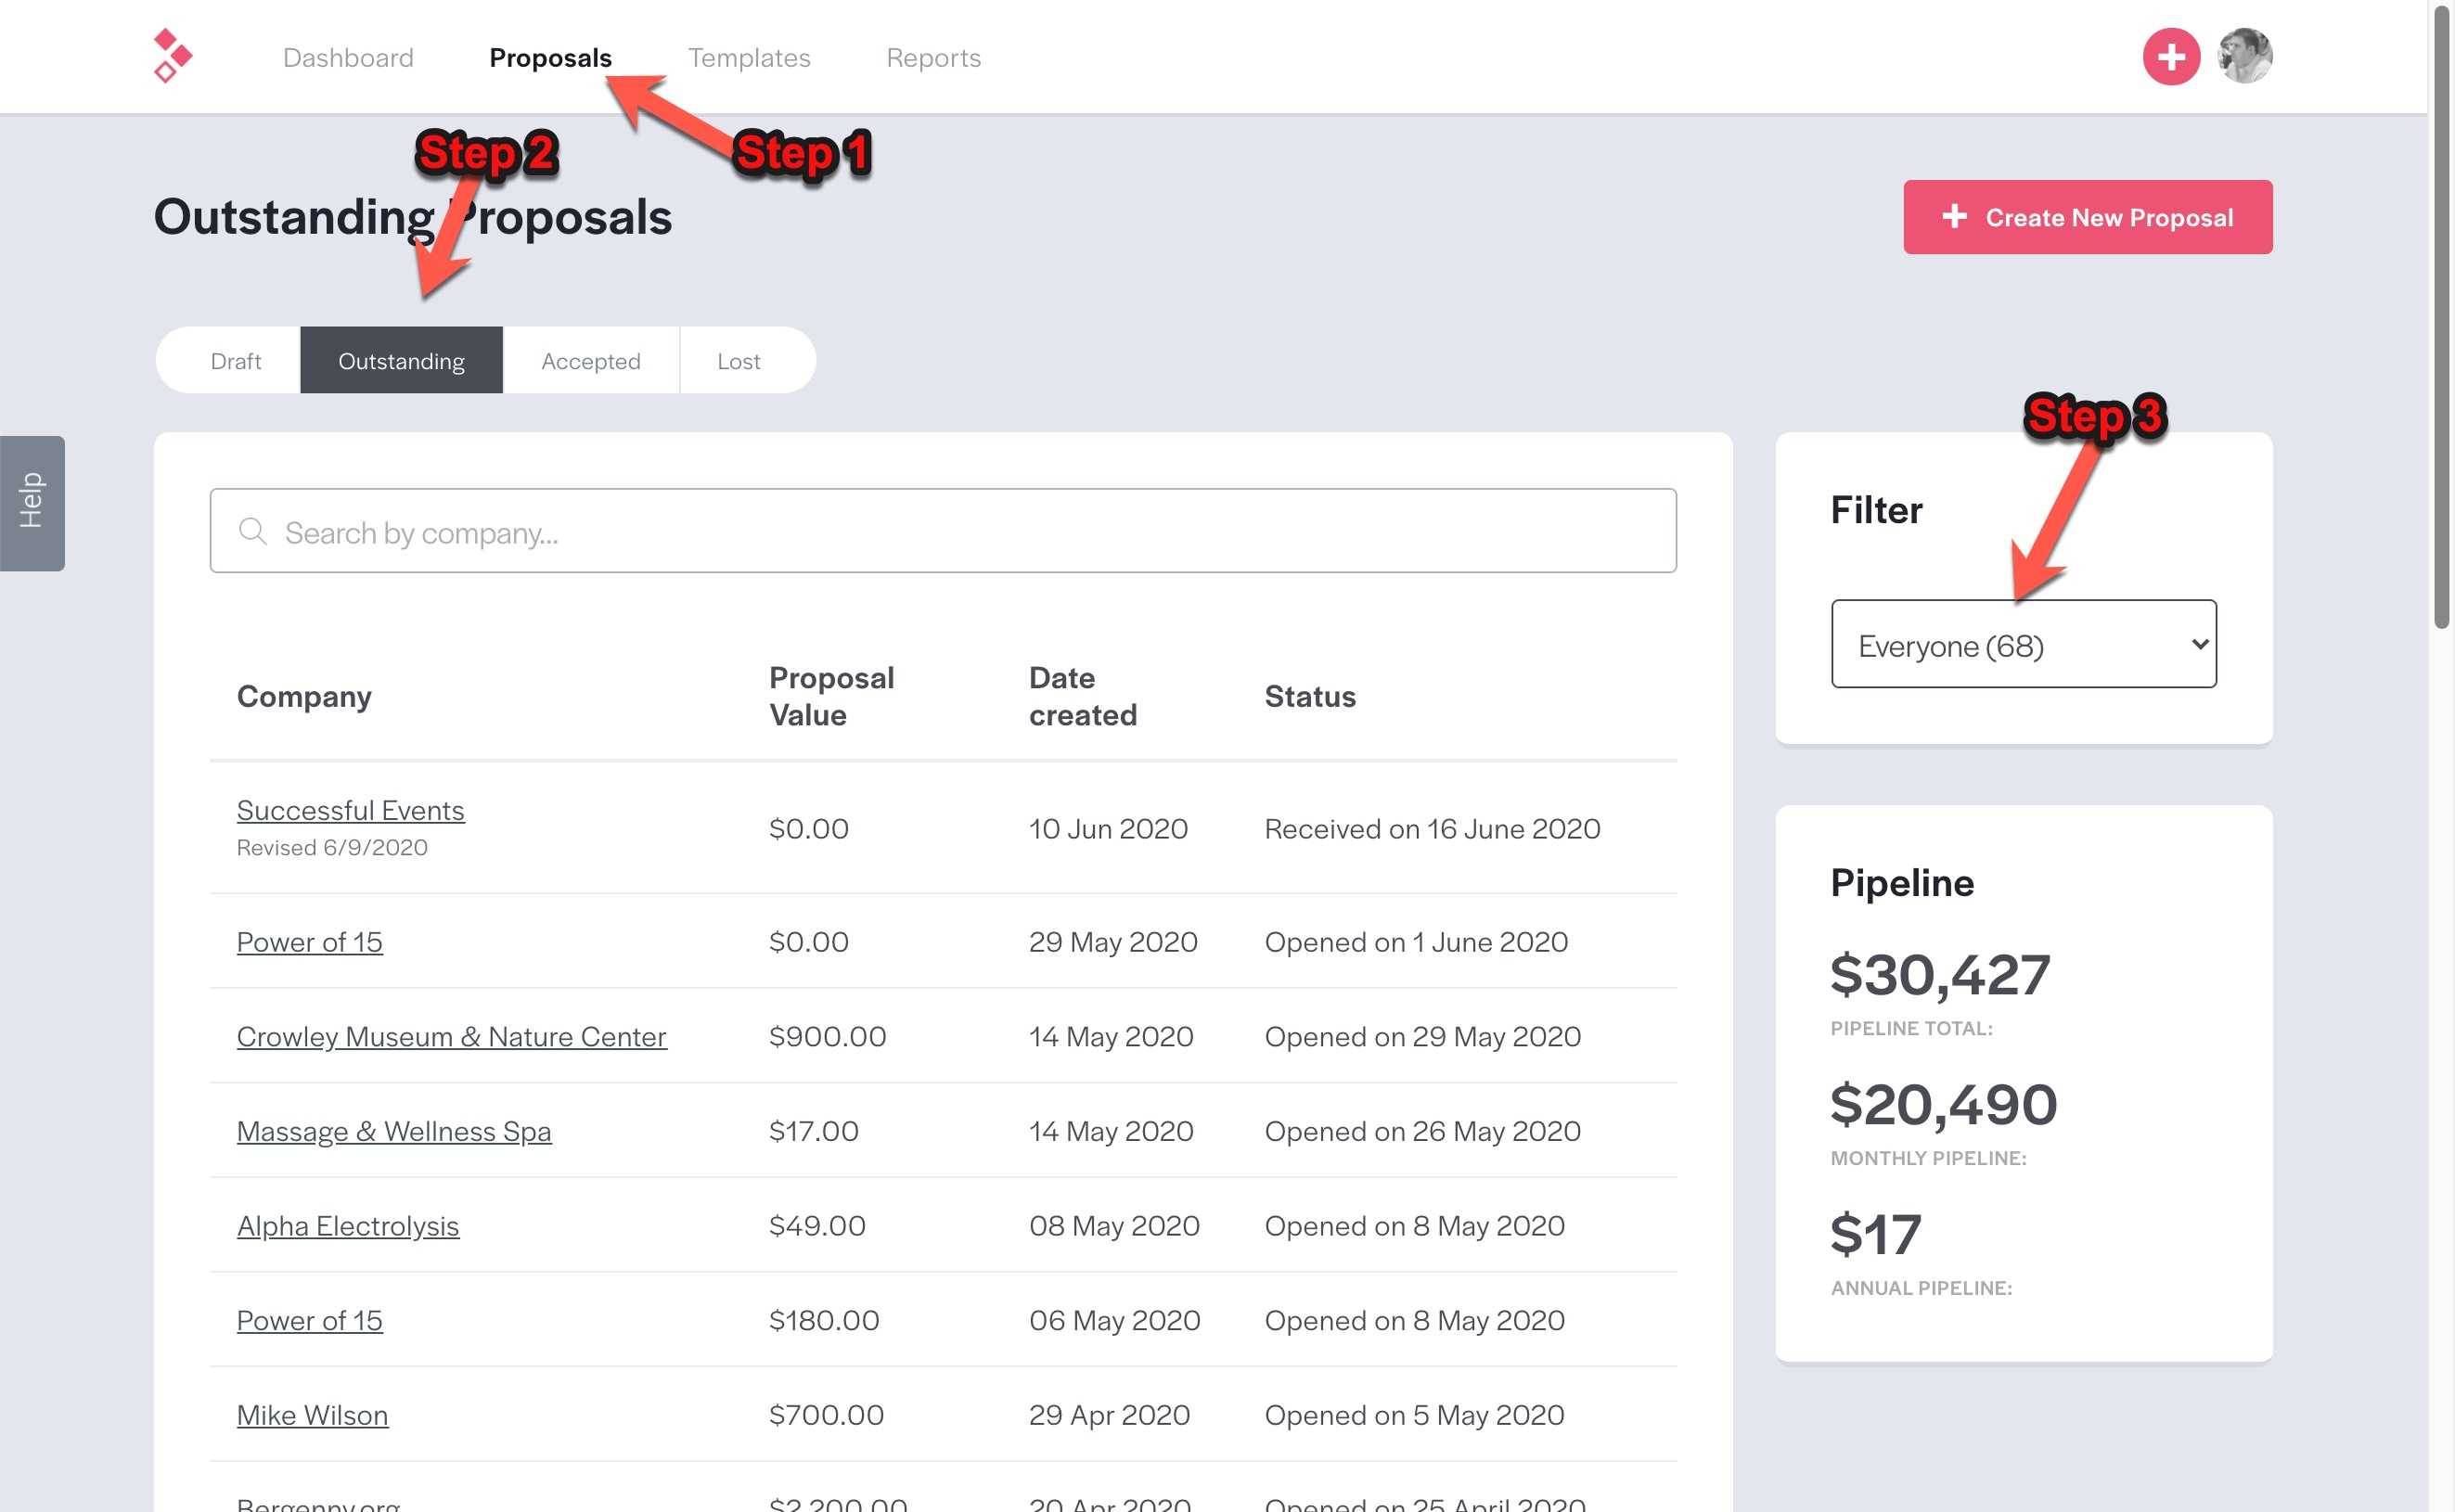 Dashboard
Proposals
Templates
Reports
Step 2
Step 1
Outstanding Proposals
Create New Proposal
Draft
Outstanding
Accepted
Lost
Step 3
Help
Search by company...
Filter
Everyone (68)
Company
Proposal
Value
Date
created
Status
Successful Events
Revised 6/9/2020
$0.00
10 Jun 2020
Received on 16 June 2020
Power of 15
$0.00
29 May 2020
Opened on 1 June 2020
Crowley Museum & Nature Center
$900.00
14 May 2020
Opened on 29 May 2020
Massage & Wellness Spa
$17.00
14 May 2020
Opened on 26 May 2020
Alpha Electrolysis
$49.00
08 May 2020
Opened on 8 May 2020
Power of 15
$180.00
06 May 2020
Opened on 8 May 2020
Mike Wilson
$700.00
29 Apr 2020
Opened on 5 May 2020
Bergenny.org
$2,200.00
20 Apr 2020
Opened on 25 April 2020
Pipeline
$30,427
PIPELINE TOTAL:
$20,490
MONTHLY PIPELINE:
$17
ANNUAL PIPELINE: